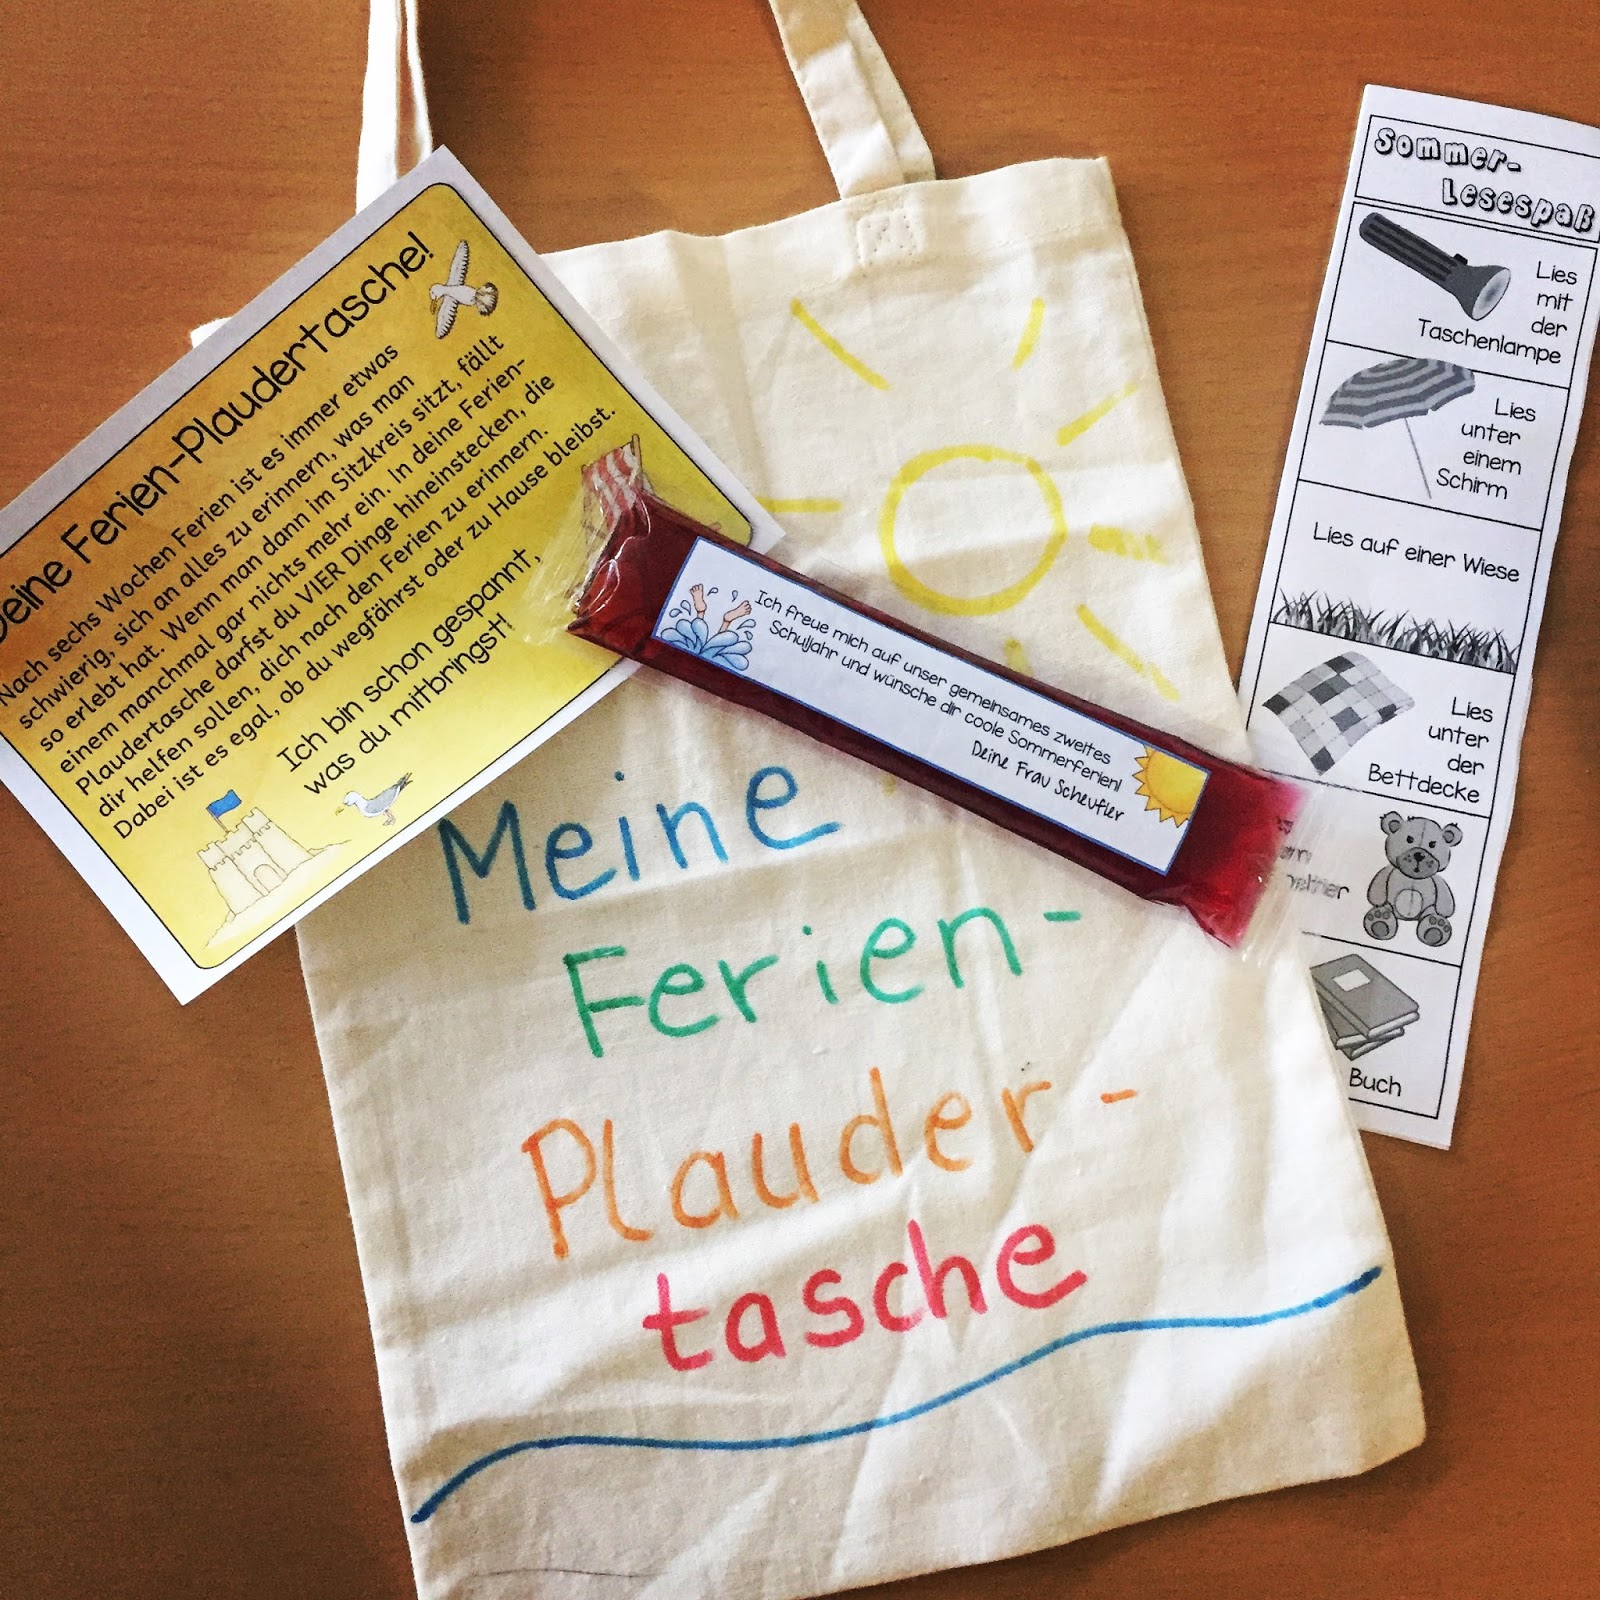 Deine Ferien-Plaudertasche!
Nach sechs Wochen Ferien ist es immer etwas
schwierig, sich an alles zu erinnern, was man
so erlebt hat. Wenn man dann im Sitzkreis sitzt, fällt
einem manchmal gar nichts mehr ein. In deine Ferien-
Plaudertasche darfst du VIER Dinge hineinstecken, die
dir helfen sollen, dich nach den Ferien zu erinnern.
Dabei ist es egal, ob du wegfährst oder zu Hause bleibst.
Ich bin schon gespannt,
was du mitbringst!
Ich freue mich auf unser gemeinsames zweites
Schuljahr und wünsche dir coole Sommerferien!
Deine Frau Scheufler
Meine
Ferien-
Plauder-
tasche
Sommer-
Lesespaß
Lies
mit
der
Taschenlampe
Lies
unter
einem
Schirm
Lies auf einer Wiese
Lies
unter
der
Bettdecke
Buch